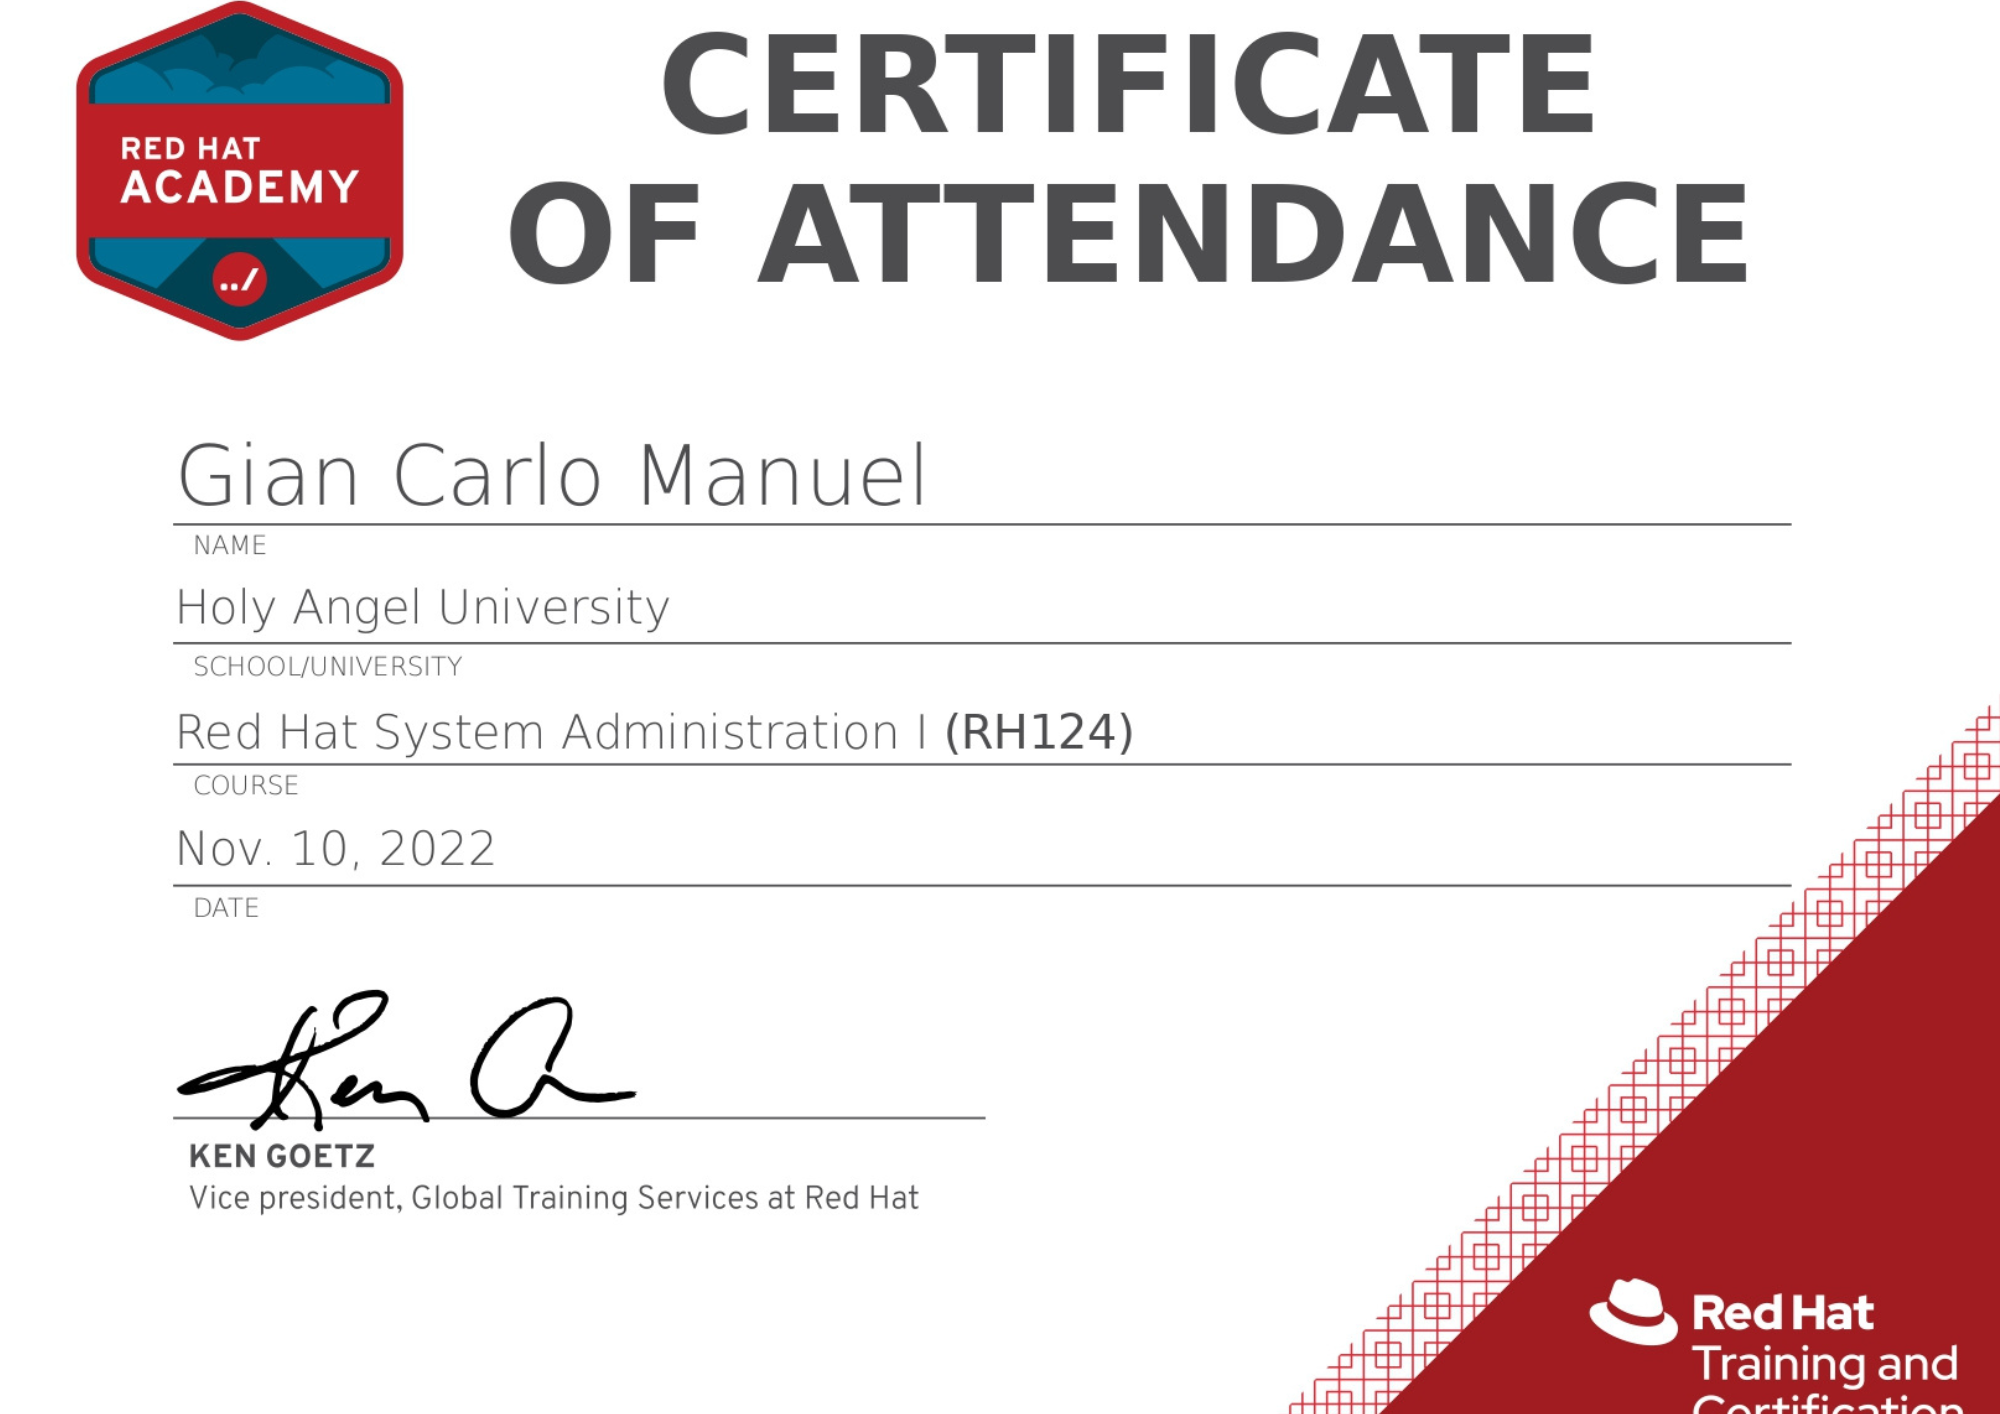 RED HAT
ACADEMY
CERTIFICATE
OF ATTENDANCE
Gian Carlo Manuel
NAME
Holy Angel University
SCHOOL/UNIVERSITY
Red Hat System Administration I (RH124)
COURSE
Nov. 10, 2022
DATE
KEN GOETZ
Vice president, Global Training Services at Red Hat
Red Hat
Training and
Certification